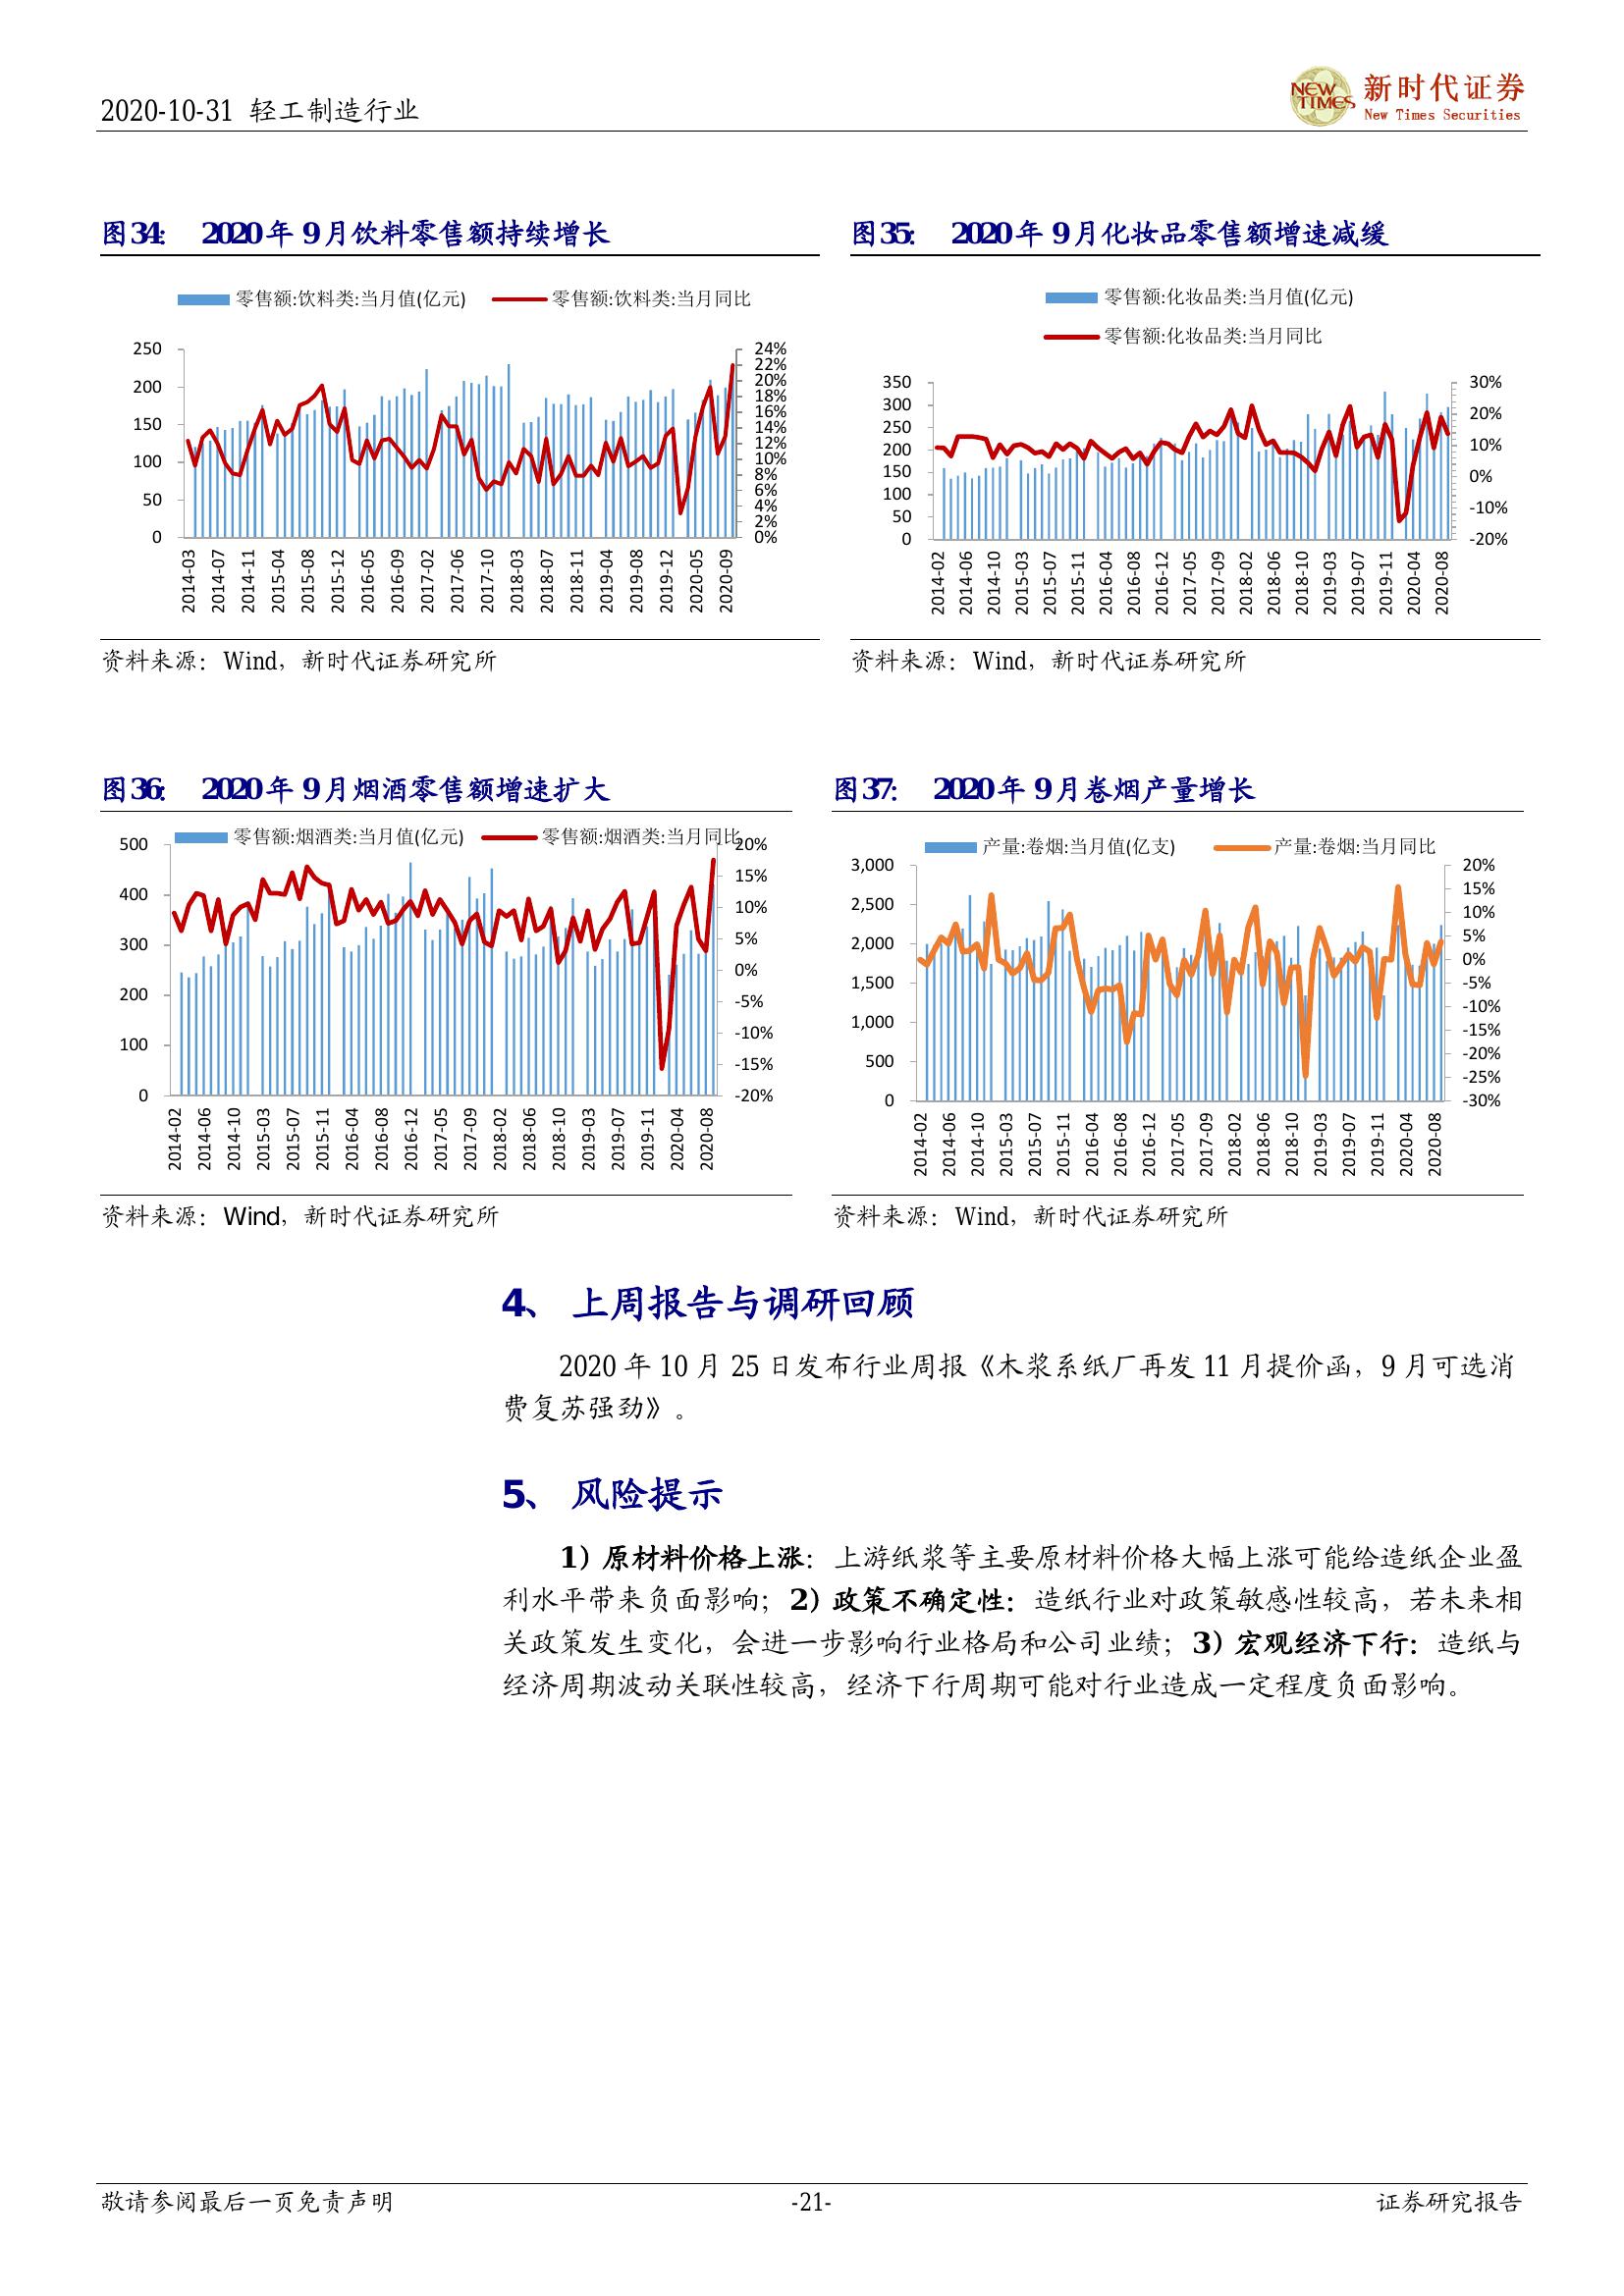 2020-10-31 轻工制造行业
NEW TIMES
新时代证券
New Times Securities
图34： 2020年9月饮料零售额持续增长
图35： 2020年9月化妆品零售额增速减缓
零售额:饮料类:当月值(亿元) 零售额:饮料类:当月同比
250
200
150
100
50
0
24%
22%
20%
18%
16%
14%
12%
10%
8%
6%
4%
2%
0%
2014-03 2014-07 2014-11 2015-04 2015-08 2015-12 2016-05 2016-09 2017-02 2017-06 2017-10 2018-03 2018-07 2018-11 2019-04 2019-08 2019-12 2020-05 2020-09
零售额:化妆品类:当月值(亿元)
零售额:化妆品类:当月同比
350
300
250
200
150
100
50
0
30%
20%
10%
0%
-10%
-20%
2014-02 2014-06 2014-10 2015-03 2015-07 2015-11 2016-04 2016-08 2016-12 2017-05 2017-09 2018-02 2018-06 2018-10 2019-03 2019-07 2019-11 2020-04 2020-08
资料来源：Wind，新时代证券研究所
资料来源：Wind，新时代证券研究所
图36： 2020年9月烟酒零售额增速扩大
图37： 2020年9月卷烟产量增长
零售额:烟酒类:当月值(亿元) 零售额:烟酒类:当月同比
500
400
300
200
100
0
20%
15%
10%
5%
0%
-5%
-10%
-15%
-20%
2014-02 2014-06 2014-10 2015-03 2015-07 2015-11 2016-04 2016-08 2016-12 2017-05 2017-09 2018-02 2018-06 2018-10 2019-03 2019-07 2019-11 2020-04 2020-08
产量:卷烟:当月值(亿支) 产量:卷烟:当月同比
3,000
2,500
2,000
1,500
1,000
500
0
20%
15%
10%
5%
0%
-5%
-10%
-15%
-20%
-25%
-30%
2014-02 2014-06 2014-10 2015-03 2015-07 2015-11 2016-04 2016-08 2016-12 2017-05 2017-09 2018-02 2018-06 2018-10 2019-03 2019-07 2019-11 2020-04 2020-08
资料来源：Wind，新时代证券研究所
资料来源：Wind，新时代证券研究所
4、 上周报告与调研回顾
2020 年 10 月 25 日发布行业周报《木浆系纸厂再发 11 月提价函，9 月可选消
费复苏强劲》。
5、 风险提示
1）原材料价格上涨：上游纸浆等主要原材料价格大幅上涨可能给造纸企业盈
利水平带来负面影响；2）政策不确定性：造纸行业对政策敏感性较高，若未来相
关政策发生变化，会进一步影响行业格局和公司业绩；3）宏观经济下行：造纸与
经济周期波动关联性较高，经济下行周期可能对行业造成一定程度负面影响。
敬请参阅最后一页免责声明
-21-
证券研究报告